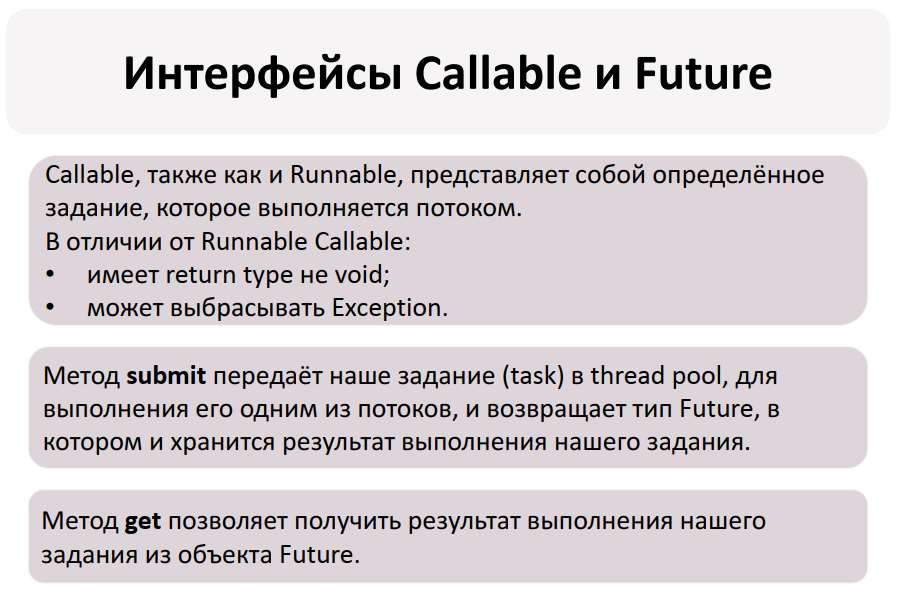 Интерфейсы Callable и Future
Callable, также как и Runnable, представляет собой определённое
задание, которое выполняется потоком.
В отличии от Runnable Callable:
• имеет return type не void;
• может выбрасывать Exception.
Метод submit передаёт наше задание (task) в thread pool, для
выполнения его одним из потоков, и возвращает тип Future, в
котором и хранится результат выполнения нашего задания.
Метод get позволяет получить результат выполнения нашего
задания из объекта Future.